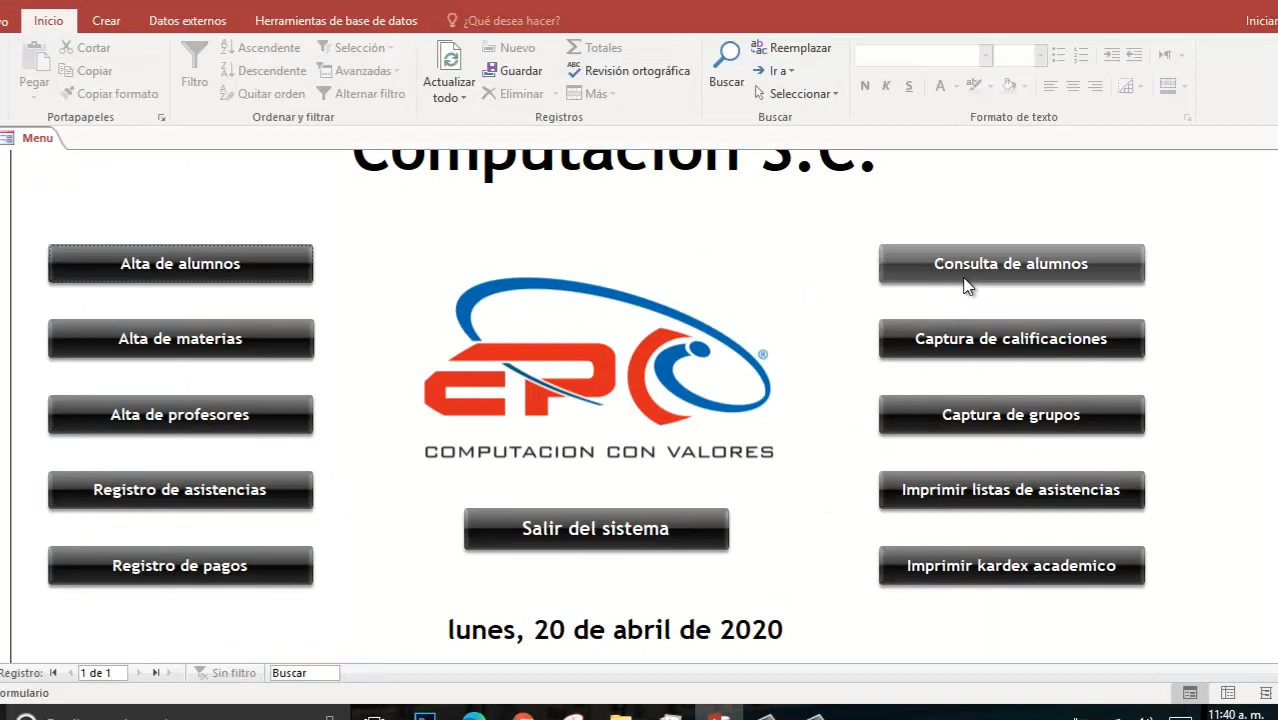 vo Inicio Crear Datos externos Herramientas de base de datos ¿Qué desea hacer? Iniciar
Pegar
Cortar
Copiar
Copiar formato
Portapapeles
Filtro
Ascendente
Descendente
Quitar orden
Selección
Avanzadas
Alternar filtro
Ordenar y filtrar
Actualizar
todo
Nuevo
Guardar
Eliminar
Totales
Revisión ortográfica
Más
Registros
Buscar
Reemplazar
Ir a
Seleccionar
Buscar
N K S A
Formato de texto
Menu
Computación S.C.
Alta de alumnos
Alta de materias
Alta de profesores
Registro de asistencias
Registro de pagos
EPC®
COMPUTACION CON VALORES
Salir del sistema
lunes, 20 de abril de 2020
Consulta de alumnos
Captura de calificaciones
Captura de grupos
Imprimir listas de asistencias
Imprimir kardex academico
Registro: 1 de 1 Sin filtro Buscar
ormulario
11:40 a. m.